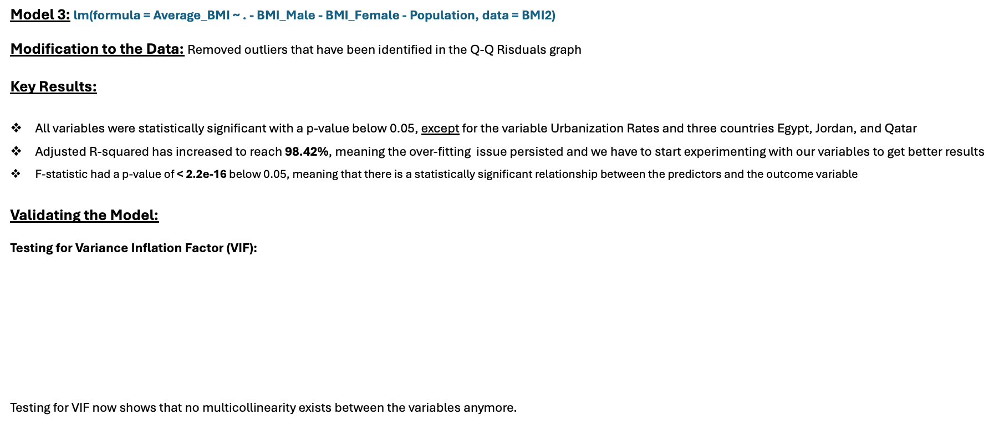 Model 3: lm(formula = Average_BMI ~ . - BMI_Male - BMI_Female - Population, data = BMI2)
Modification to the Data: Removed outliers that have been identified in the Q-Q Risduals graph
Key Results:
❖ All variables were statistically significant with a p-value below 0.05, except for the variable Urbanization Rates and three countries Egypt, Jordan, and Qatar
❖ Adjusted R-squared has increased to reach 98.42%, meaning the over-fitting issue persisted and we have to start experimenting with our variables to get better results
❖ F-statistic had a p-value of < 2.2e-16 below 0.05, meaning that there is a statistically significant relationship between the predictors and the outcome variable
Validating the Model:
Testing for Variance Inflation Factor (VIF):
Testing for VIF now shows that no multicollinearity exists between the variables anymore.